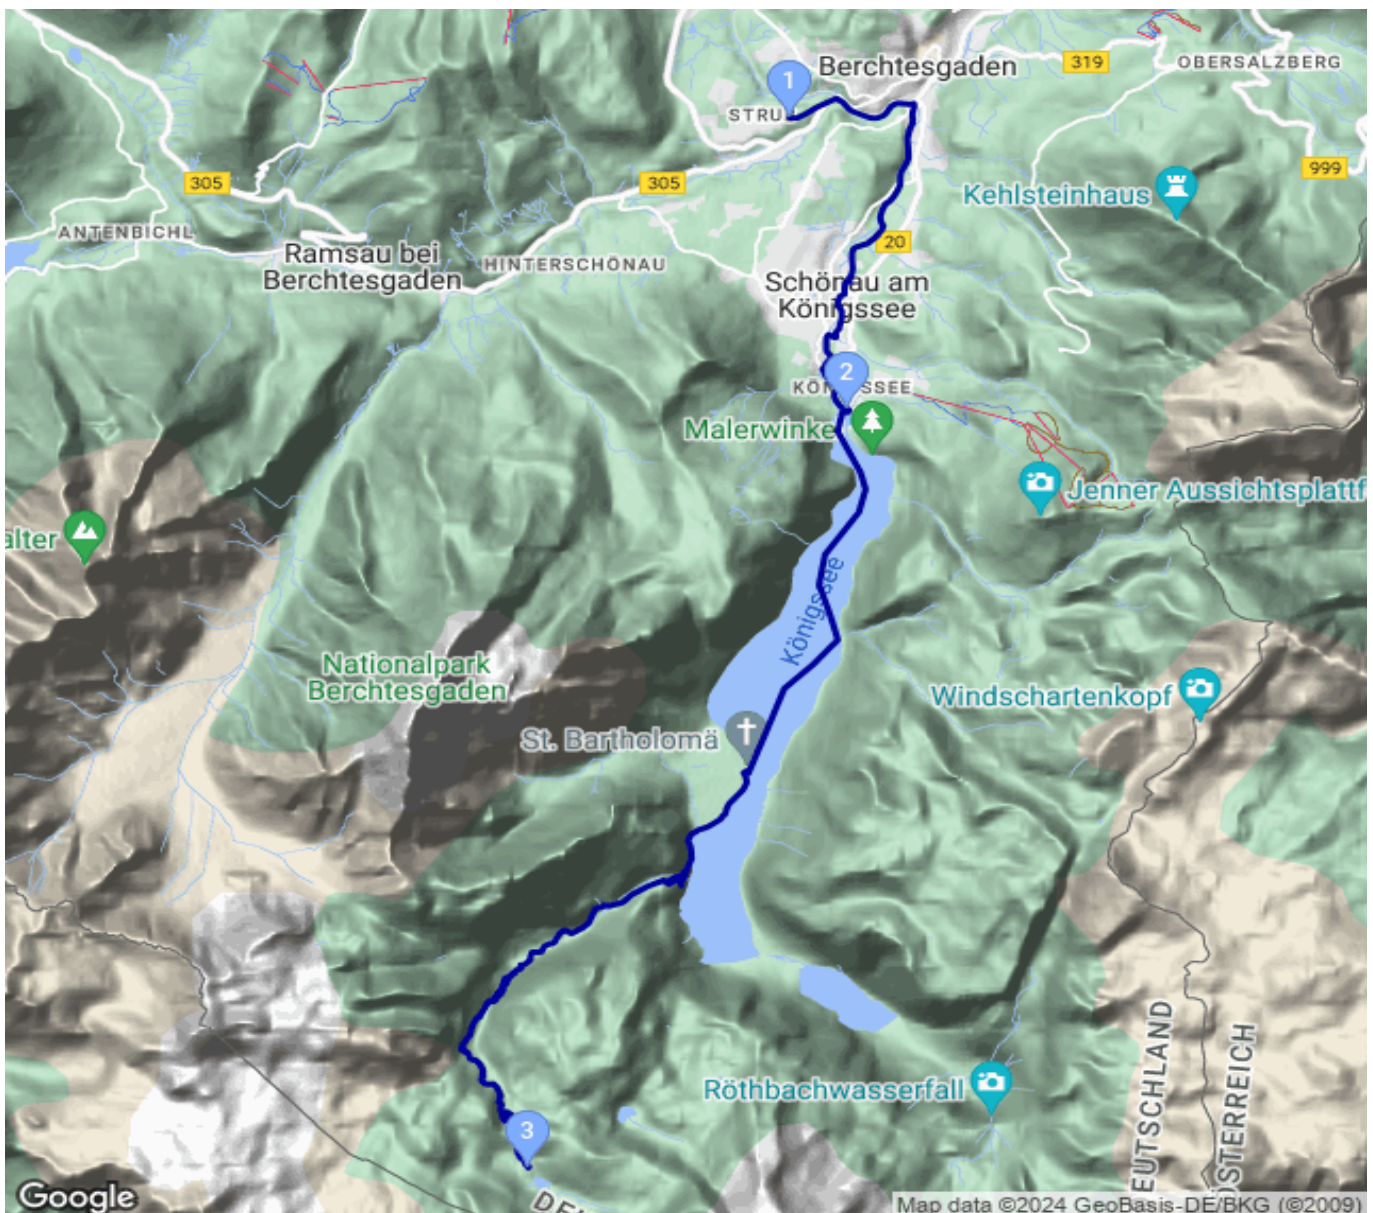 Berchtesgaden
319
OBERSALZBERG
1
STRU
305
305
999
Kehlsteinhaus
ANTENBICHL
Ramsau bei
Berchtesgaden
HINTERSCHÖNAU
20
Schönau am
Königssee
2
KÖN
SSEE
Malerwinke
Jenner Aussichtsplattf
alter
Königssee
Nationalpark
Berchtesgaden
Windschartenkopf
St. Bartholomä
Röthbachwasserfall
EUTSCHLAND
ÖSTERREICH
3
Google
Map data ©2024 GeoBasis-DE/BKG (©2009)